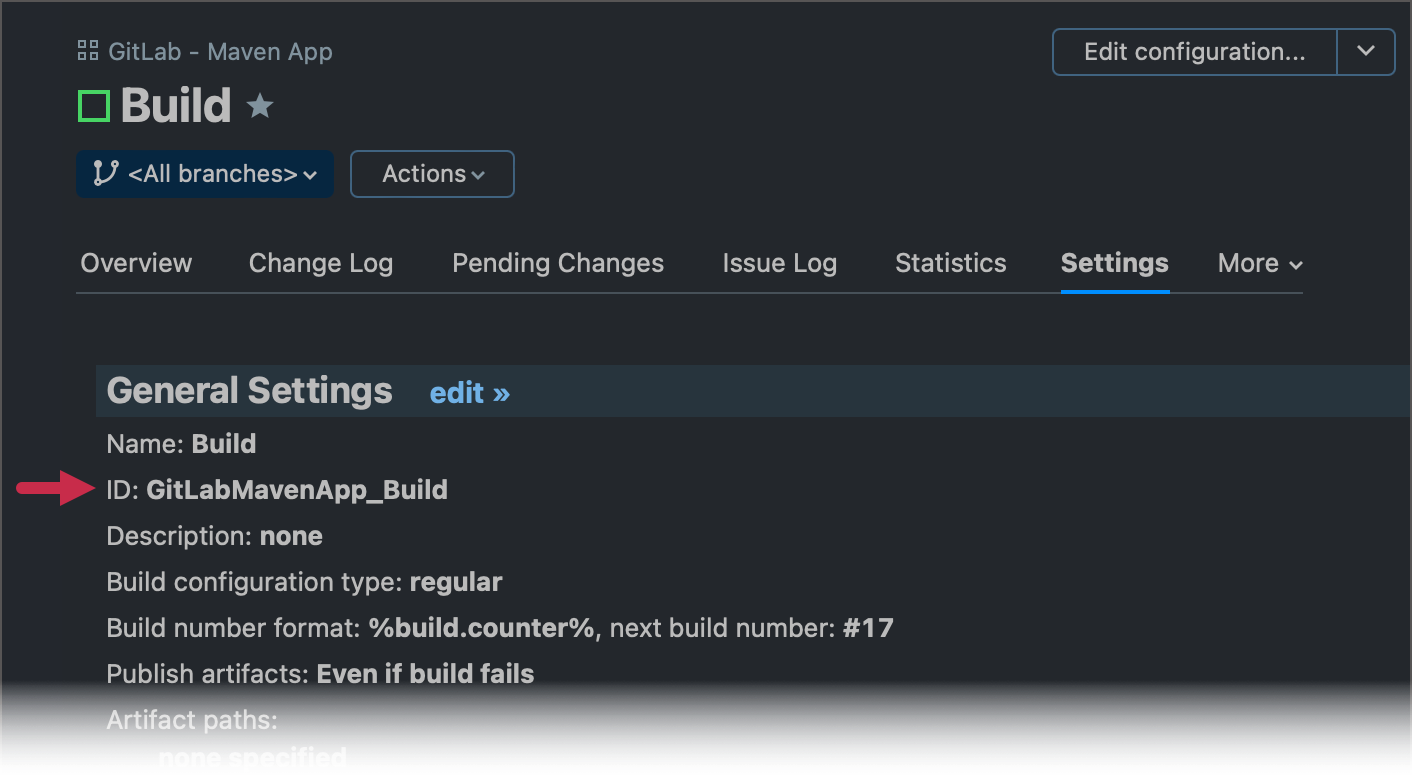 GitLab - Maven App
Edit configuration...
Build
<All branches>
Actions
Overview Change Log Pending Changes Issue Log Statistics Settings More
General Settings edit »
Name: Build
ID: GitLabMavenApp_Build
Description: none
Build configuration type: regular
Build number format: %build.counter%, next build number: #17
Publish artifacts: Even if build fails
Artifact paths:
none specified